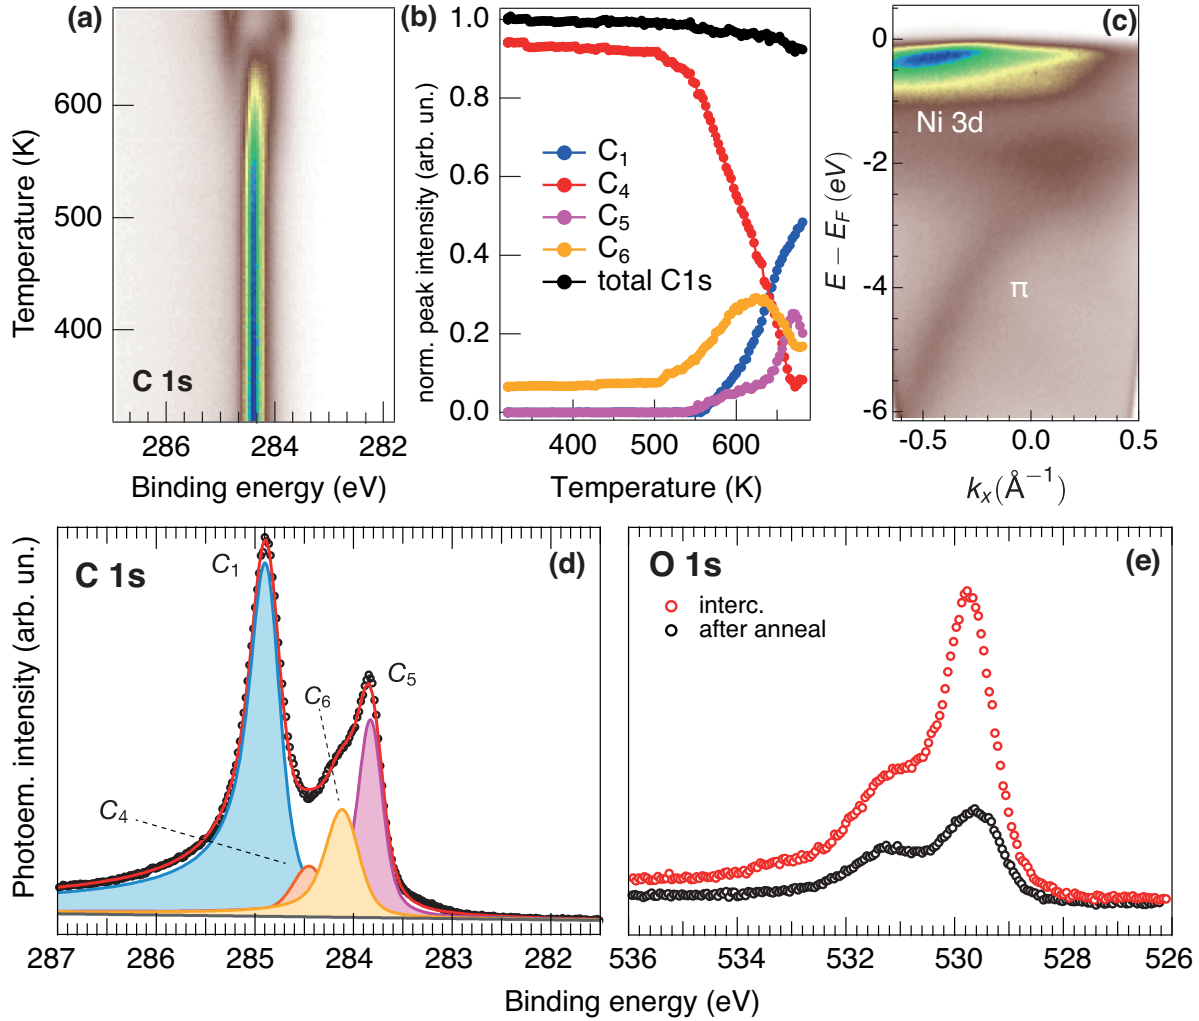 (a)
Temperature (K)
600
500
400
C 1s
286
284
282
Binding energy (eV)
(b)
norm. peak intensity (arb. un.)
1.0
0.8
0.6
0.4
0.2
0.0
C₁
C₄
C₅
C₆
total C1s
400
500
600
Temperature (K)
(c)
E − E_F (eV)
0
-2
-4
-6
Ni 3d
π
-0.5
0.0
0.5
kₓ(Å⁻¹)
(d)
C 1s
Photoem. intensity (arb. un.)
C₁
C₆
C₅
C₄
287
286
285
284
283
282
(e)
O 1s
interc.
after anneal
536
534
532
530
528
526
Binding energy (eV)